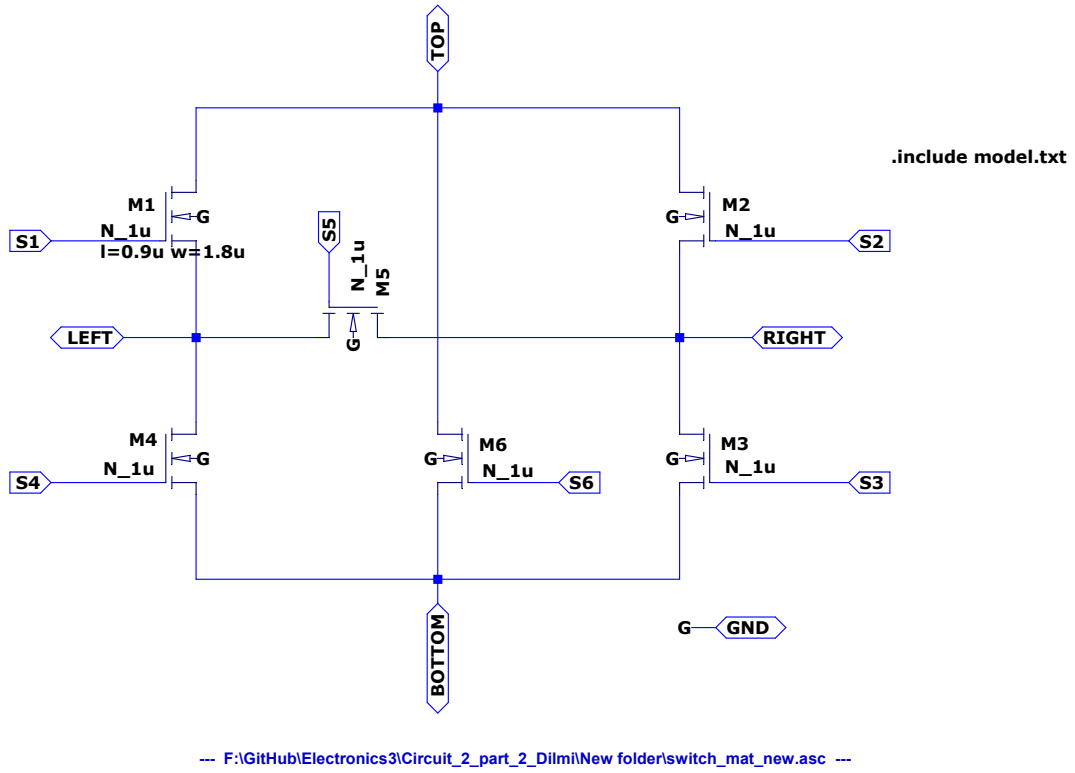 TOP
.include model.txt
M1
G
S1
N_1u
l=0.9u w=1.8u
S5
N_1u
M5
G
M2
G
N_1u
S2
LEFT
RIGHT
M4
G
N_1u
S4
M6
G
N_1u
S6
M3
G
N_1u
S3
BOTTOM
G
GND
--- F:\GitHub\Electronics3\Circuit_2_part_2_Dilmi\New folder\switch_mat_new.asc ---